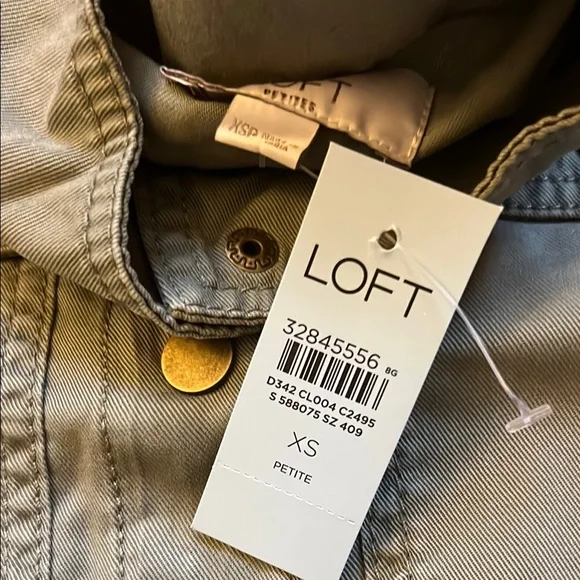 LOFT
PETITES
XSP
LOFT
32845556
8G
D342 CL004 C2495
S 588075 SZ 409
XS
PETITE